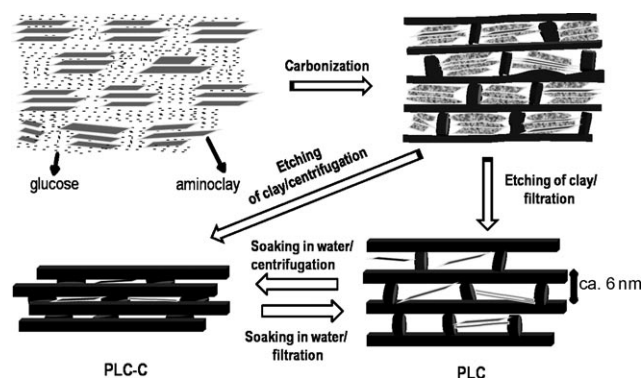 Carbonization
glucose
aminoclay
Etching
of clay/centrifugation
Etching of clay/
filtration
Soaking in water/
centrifugation
Soaking in water/
filtration
ca. 6 nm
PLC-C
PLC